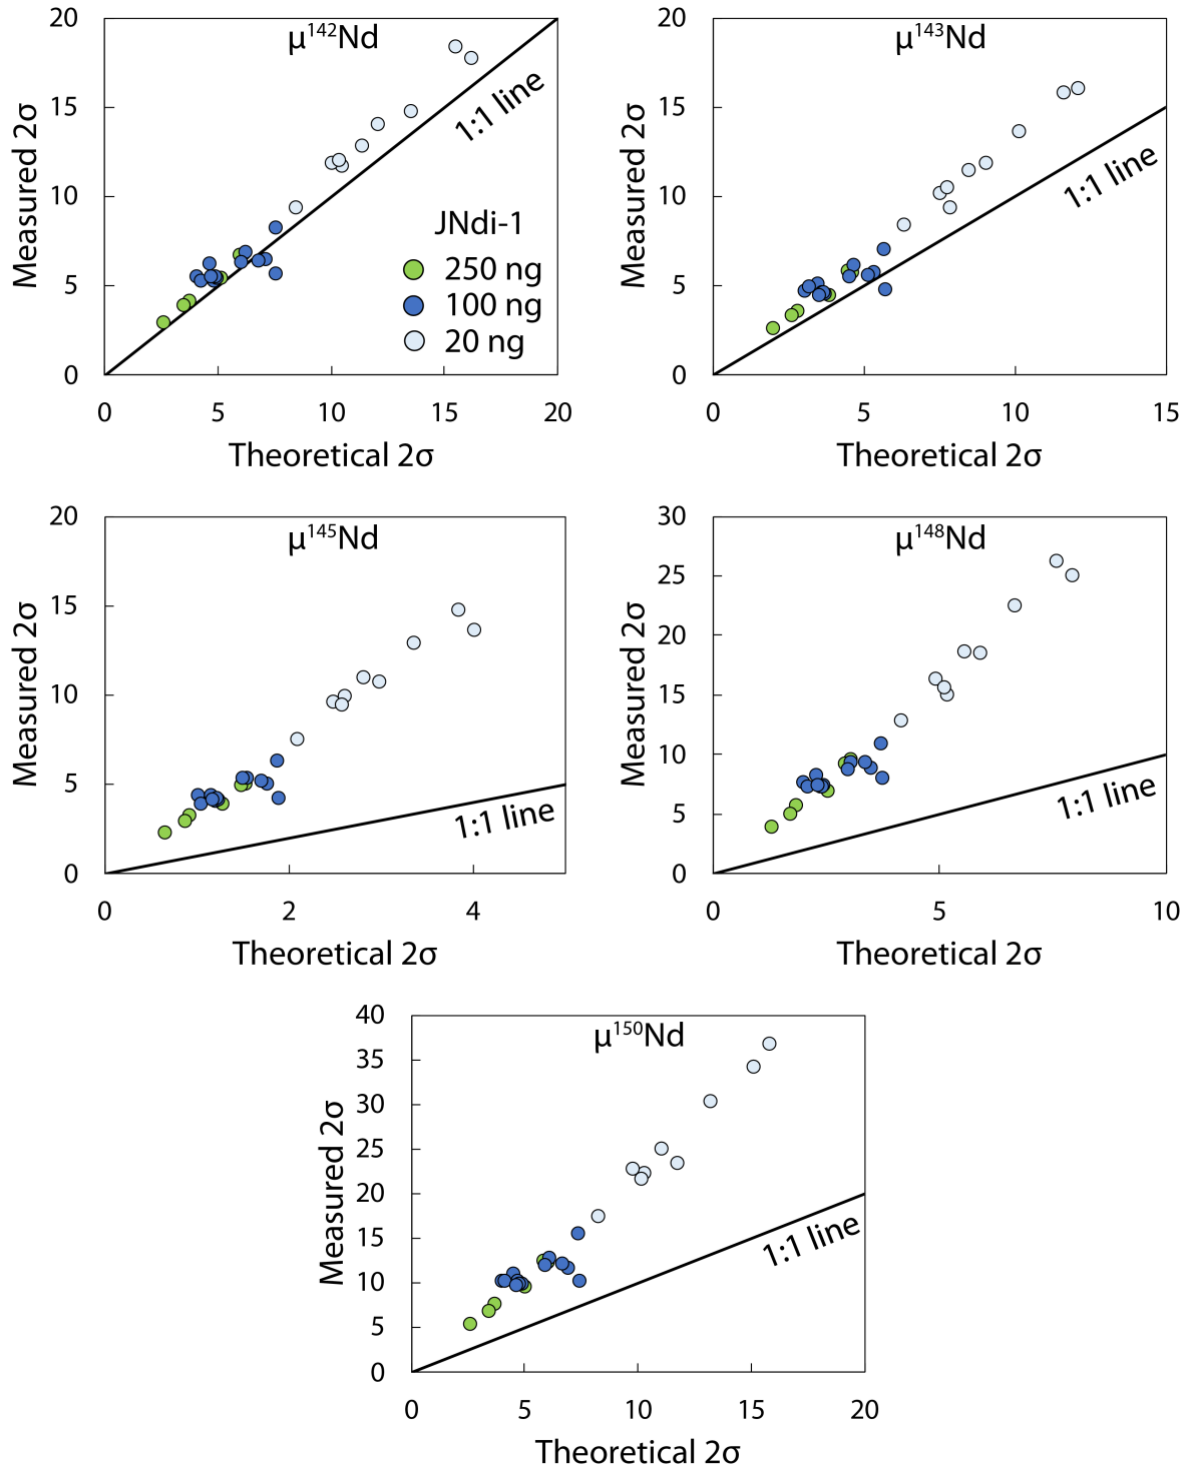 μ¹⁴²Nd
20
15
10
5
0
Measured 2σ
1:1 line
JNdi-1
250 ng
100 ng
20 ng
0 5 10 15 20
Theoretical 2σ
μ¹⁴³Nd
20
15
10
5
0
Measured 2σ
1:1 line
0 5 10 15
Theoretical 2σ
μ¹⁴⁵Nd
20
15
10
5
0
Measured 2σ
1:1 line
0 2 4
Theoretical 2σ
μ¹⁴⁸Nd
30
25
20
15
10
5
0
Measured 2σ
1:1 line
0 5 10
Theoretical 2σ
μ¹⁵⁰Nd
40
35
30
25
20
15
10
5
0
Measured 2σ
1:1 line
0 5 10 15 20
Theoretical 2σ